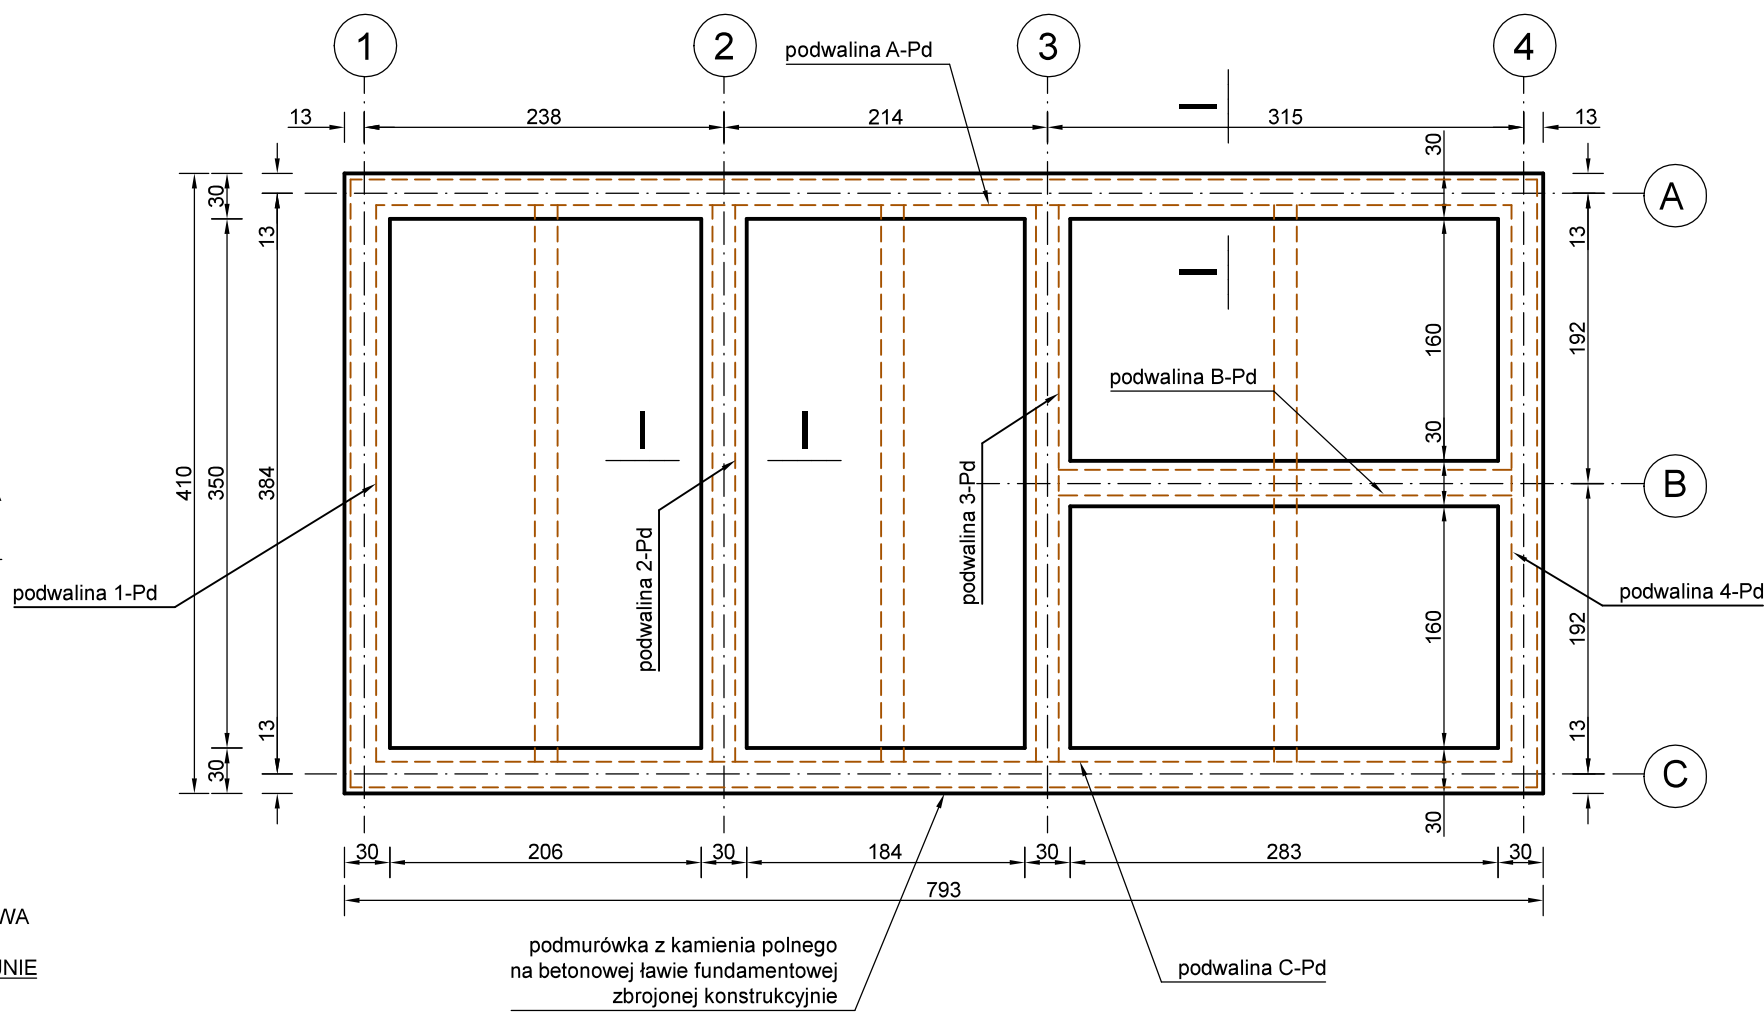 1
2
3
4
podwalina A-Pd
13
238
214
315
13
30
30
A
13
13
192
160
podwalina B-Pd
30
410
350
384
podwalina 3-Pd
B
podwalina 2-Pd
podwalina 1-Pd
podwalina 4-Pd
160
192
13
13
30
C
30
30
206
30
184
30
283
30
793
WA
podmurówka z kamienia polnego
na betonowej ławie fundamentowej
zbrojonej konstrukcyjnie
JNIE
podwalina C-Pd